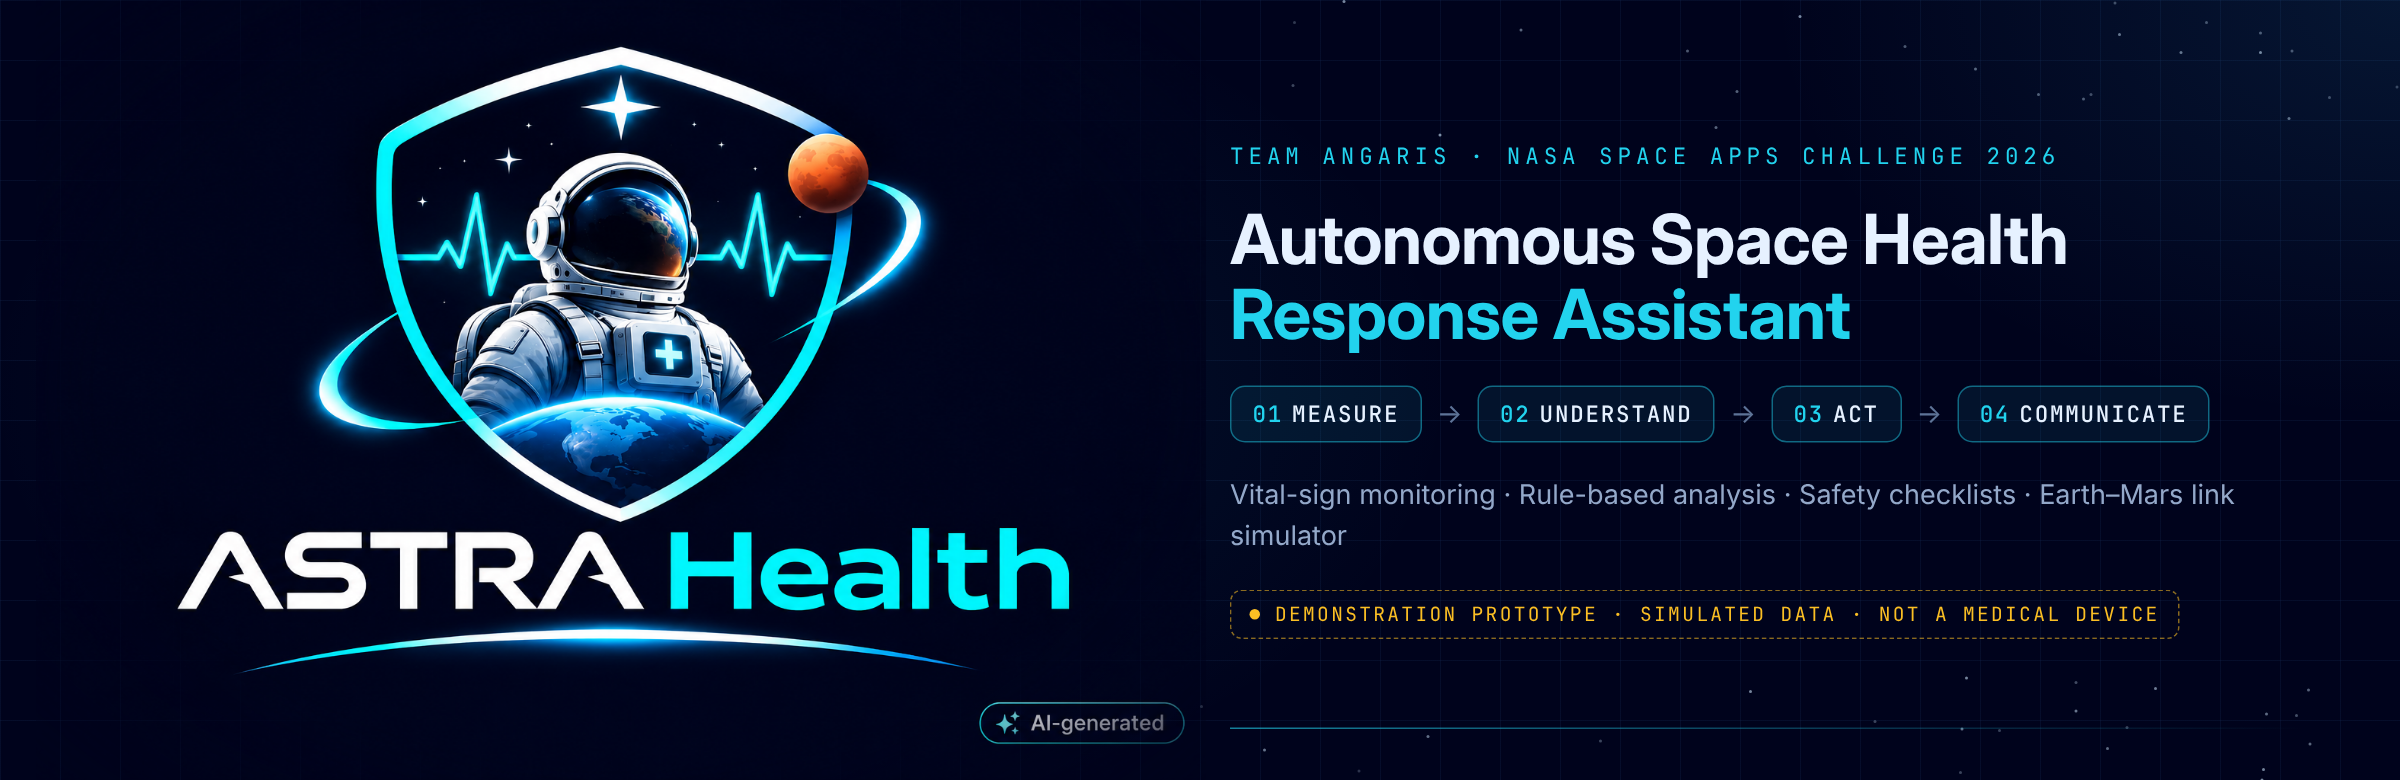 ASTRA Health
AI-generated
TEAM ANGARIS · NASA SPACE APPS CHALLENGE 2026
Autonomous Space Health
Response Assistant
01 MEASURE → 02 UNDERSTAND → 03 ACT → 04 COMMUNICATE
Vital-sign monitoring · Rule-based analysis · Safety checklists · Earth–Mars link
simulator
DEMONSTRATION PROTOTYPE · SIMULATED DATA · NOT A MEDICAL DEVICE